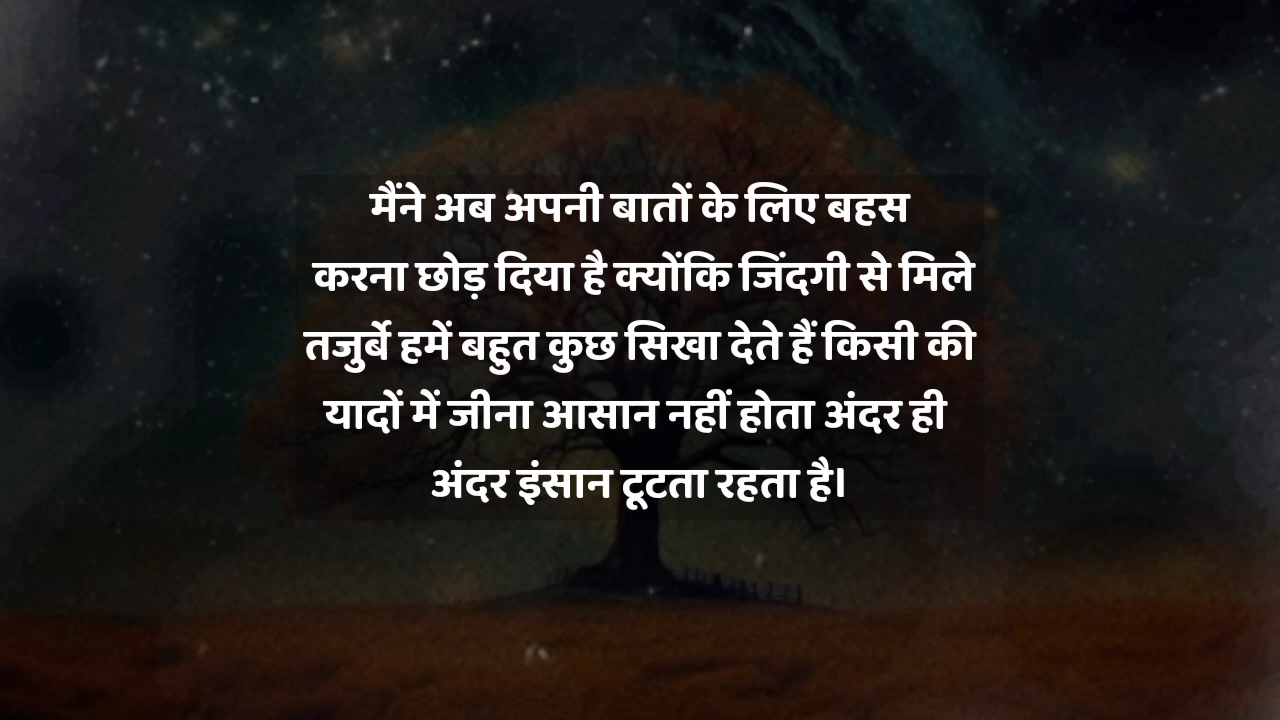 मैंने अब अपनी बातों के लिए बहस
करना छोड़ दिया है क्योंकि जिंदगी से मिले
तजुर्बे हमें बहुत कुछ सिखा देते हैं किसी की
यादों में जीना आसान नहीं होता अंदर ही
अंदर इंसान टूटता रहता है।